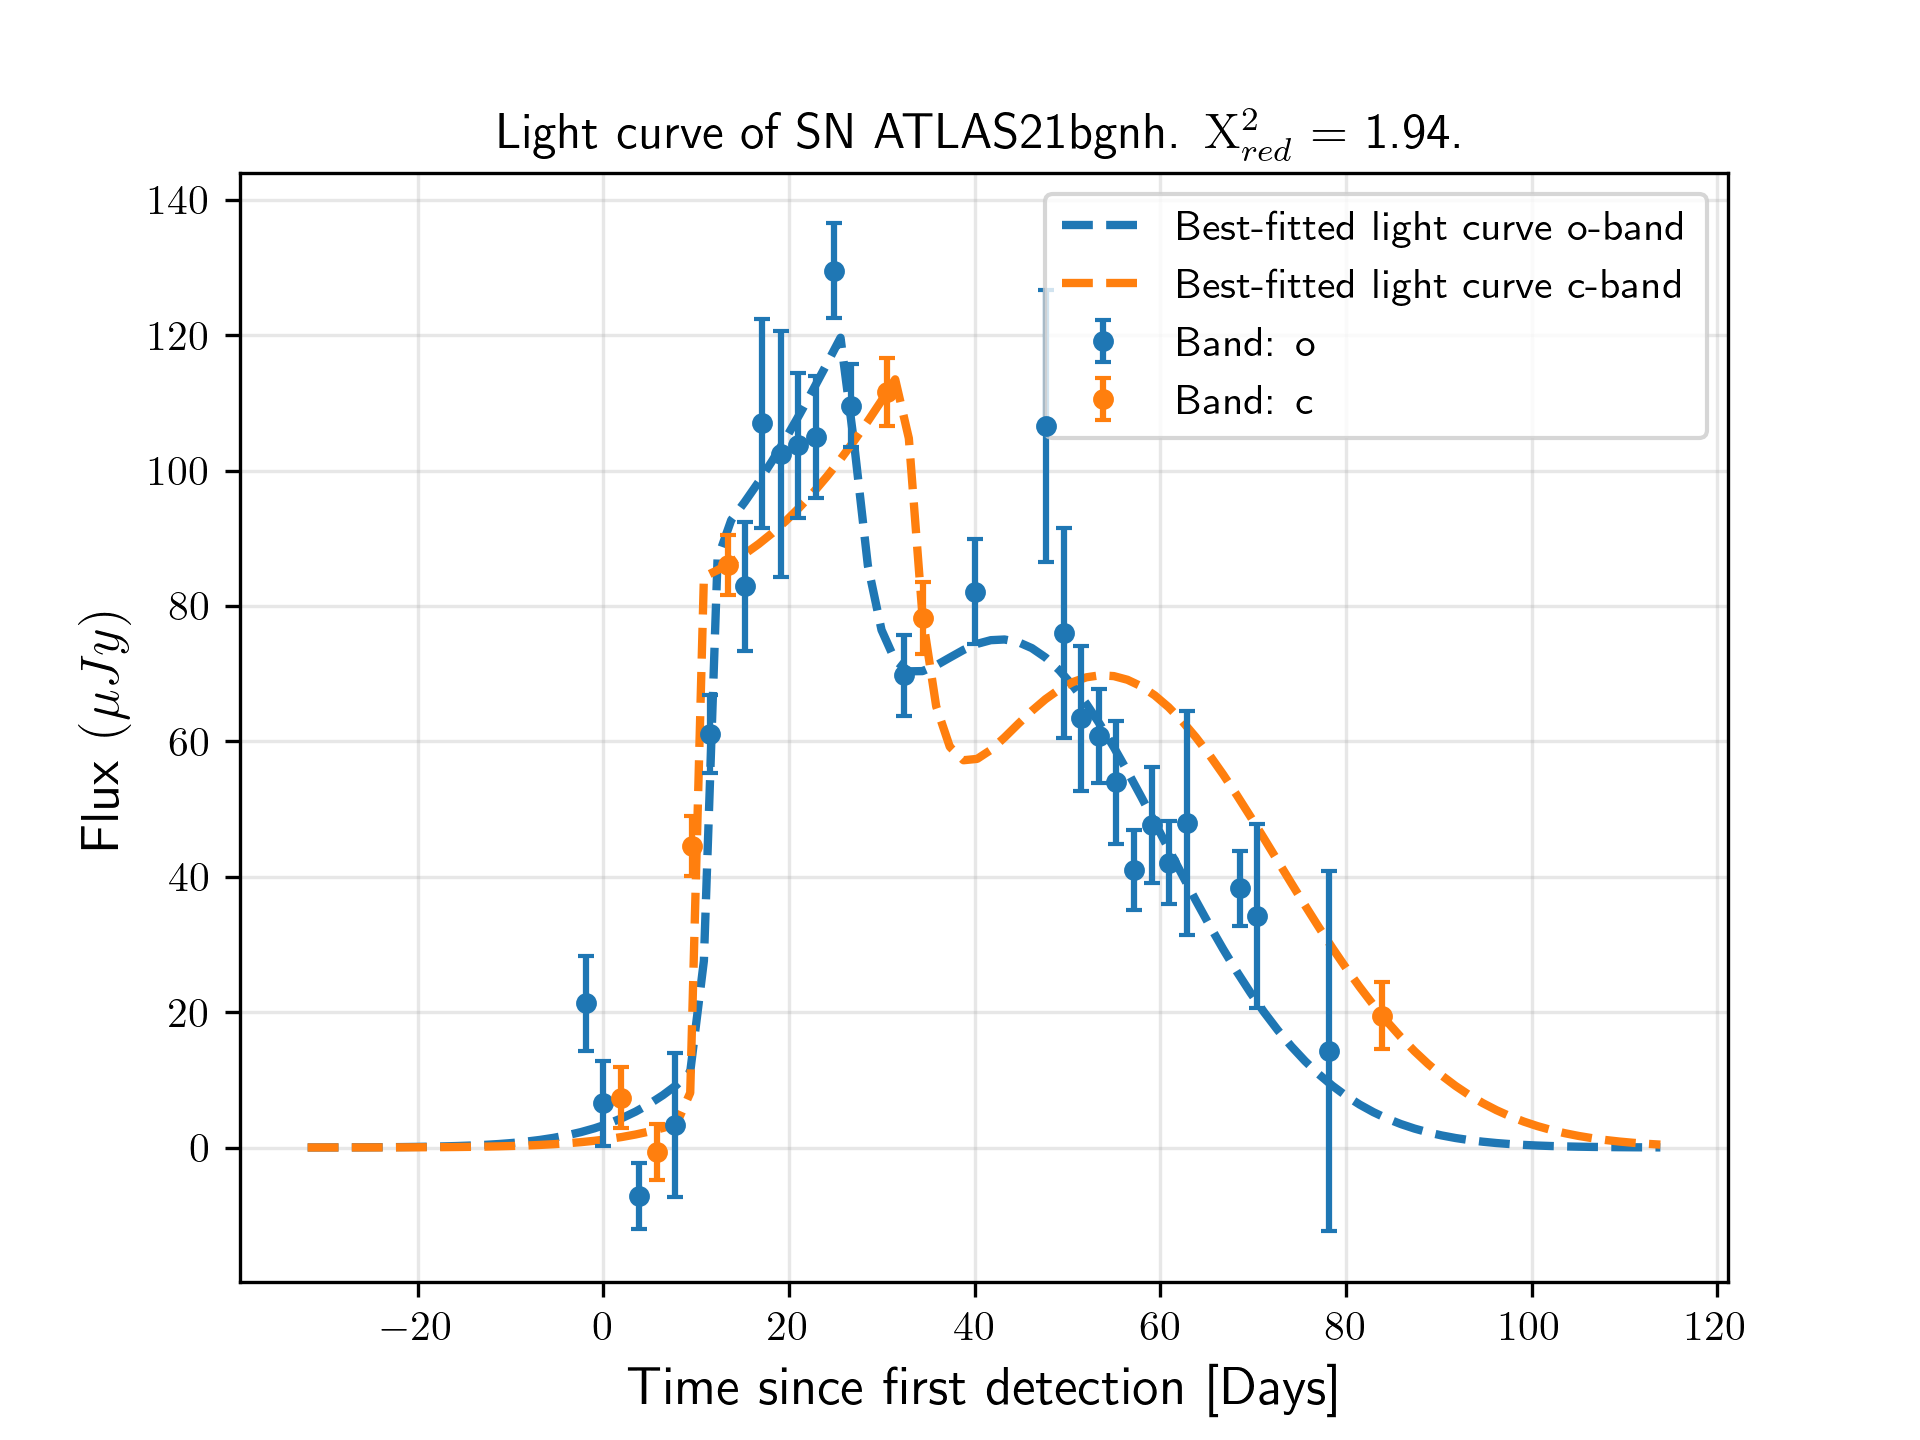 Light curve of SN ATLAS21bgnh. X²_red = 1.94.
140
120
100
80
60
40
20
0
Flux (μJy)
Best-fitted light curve o-band
Best-fitted light curve c-band
Band: o
Band: c
−20 0 20 40 60 80 100 120
Time since first detection [Days]